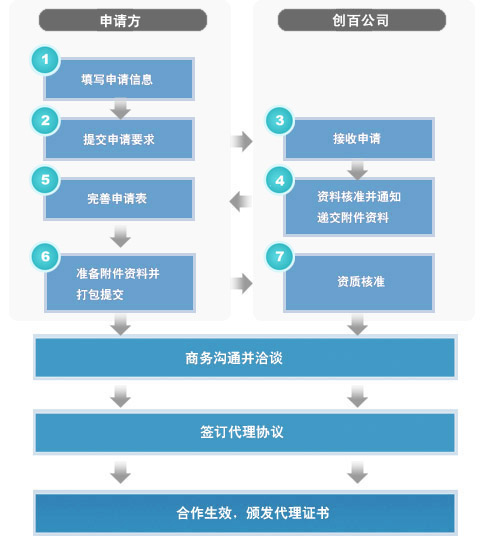 申请方
创百公司
1
填写申请信息
2
提交申请要求
3
接收申请
5
完善申请表
4
资料核准并通知
递交附件资料
6
准备附件资料并
打包提交
7
资质核准
商务沟通并洽谈
签订代理协议
合作生效，颁发代理证书